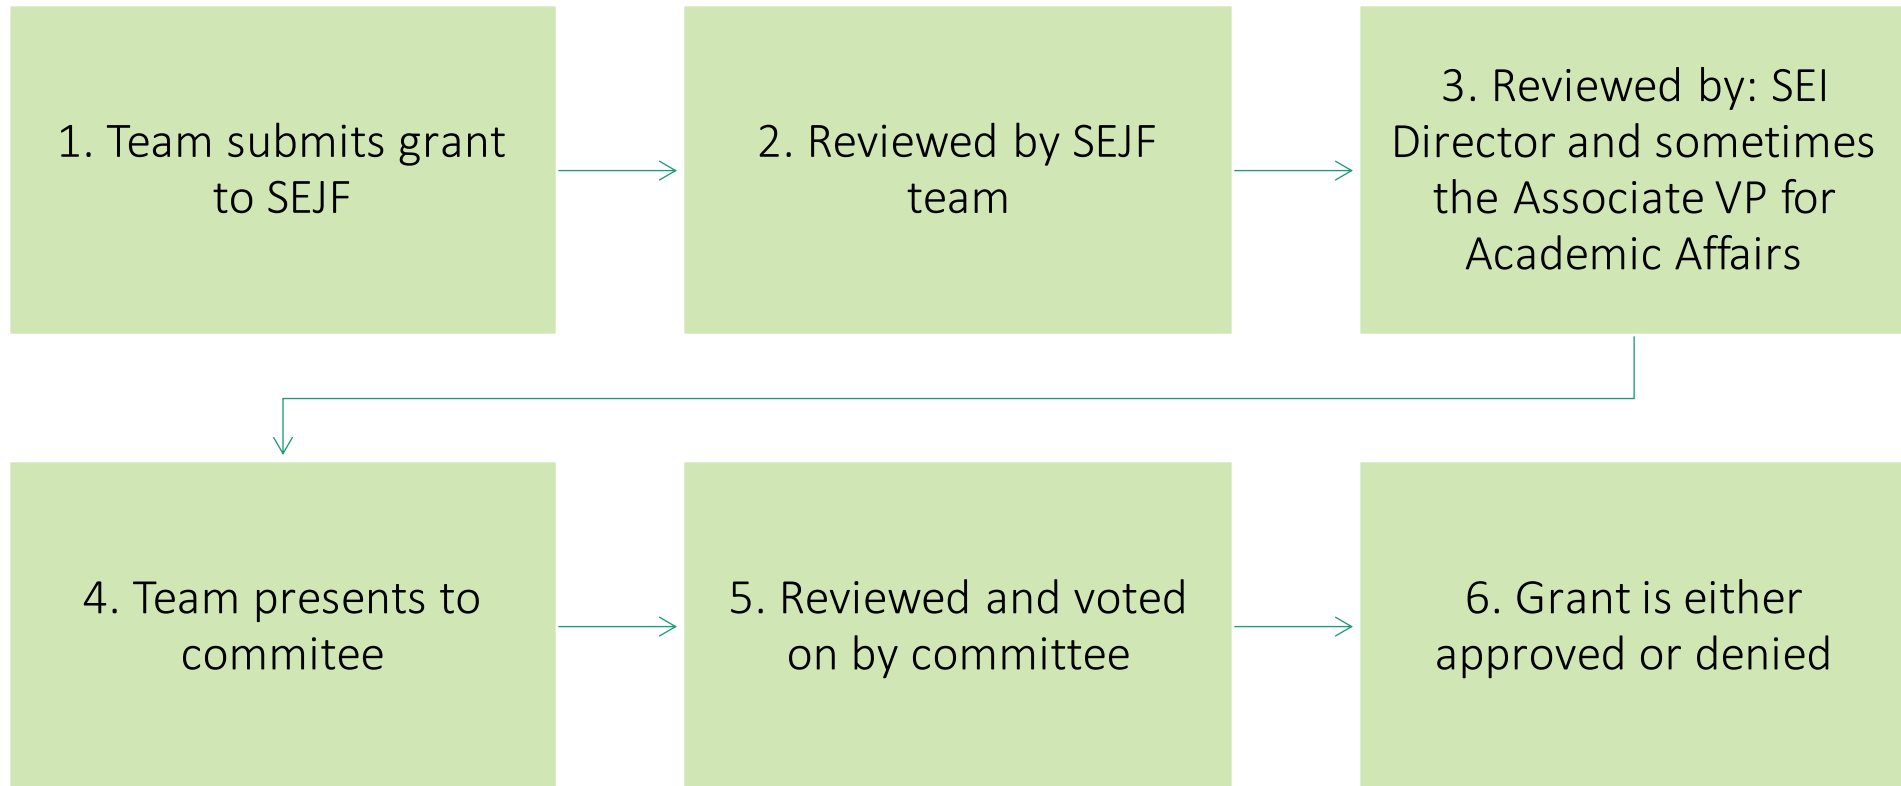 1. Team submits grant
to SEJF
2. Reviewed by SEJF
team
3. Reviewed by: SEI
Director and sometimes
the Associate VP for
Academic Affairs
4. Team presents to
commitee
5. Reviewed and voted
on by committee
6. Grant is either
approved or denied